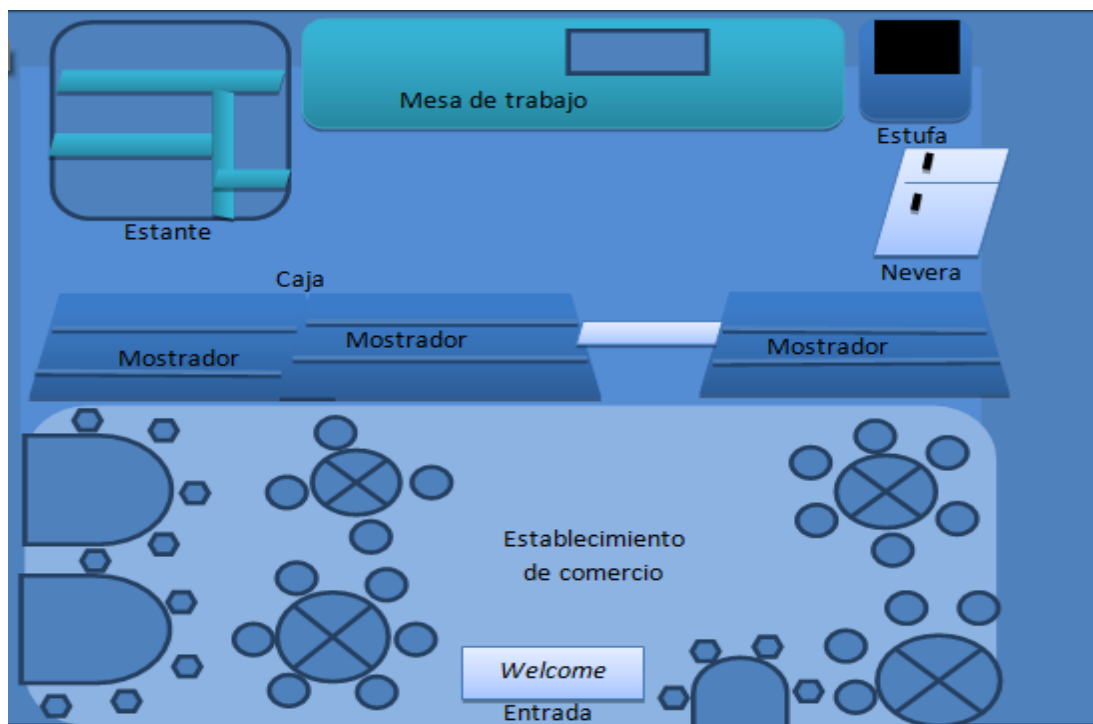 Mesa de trabajo
Estufa
Estante
Nevera
Caja
Mostrador
Mostrador
Mostrador
Establecimiento
de comercio
Welcome
Entrada